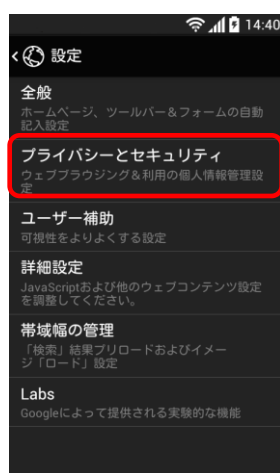 14:40
設定
全般
ホームページ、ツールバー&フォームの自動
記入設定
プライバシーとセキュリティ
ウェブブラウジング&利用の個人情報管理設
定
ユーザー補助
可視性をよりよくする設定
詳細設定
JavaScriptおよび他のウェブコンテンツ設定
を調整してください。
帯域幅の管理
「検索」結果プリロードおよびイメー
ジ「ロード」設定
Labs
Googleによって提供される実験的な機能